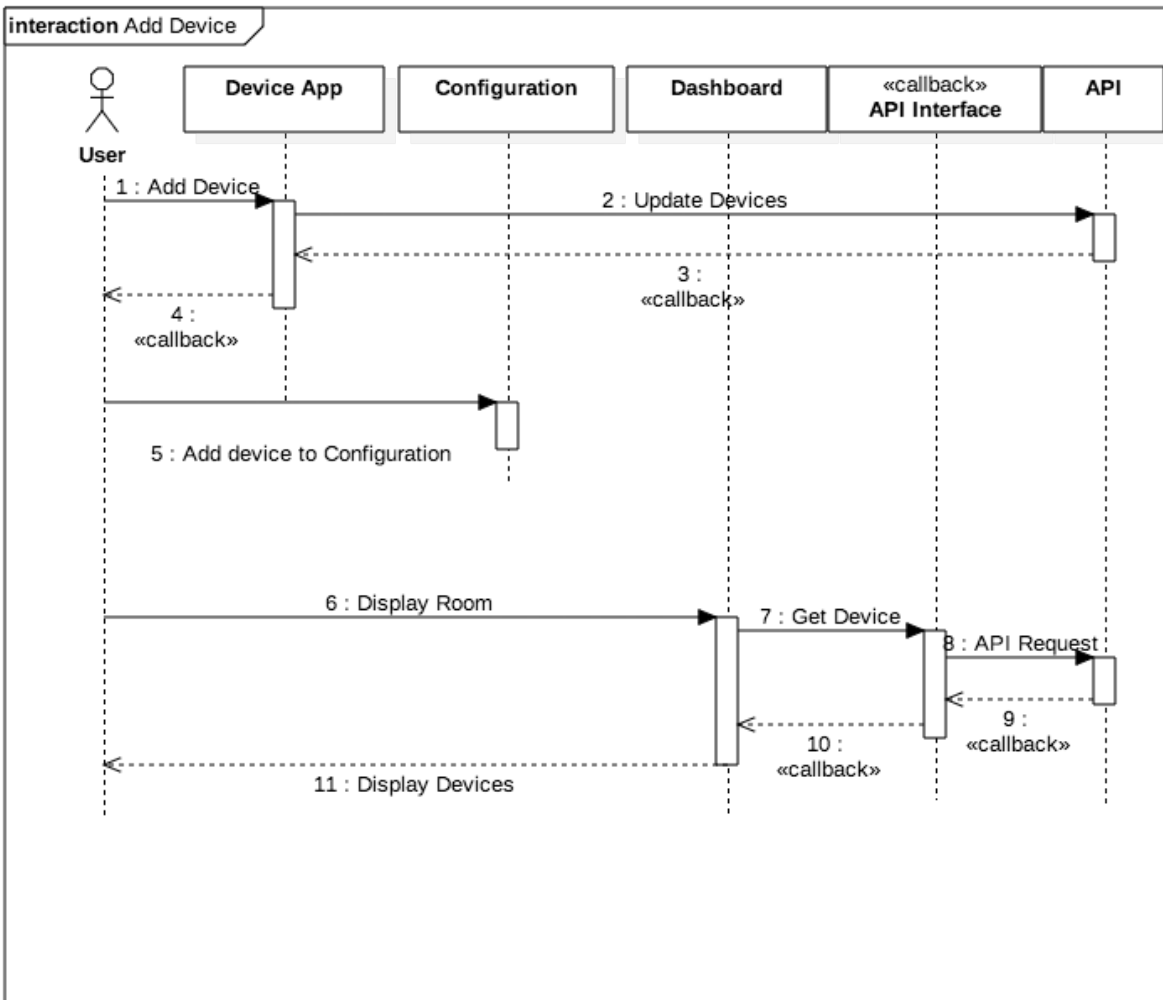 interaction Add Device
Device App
Configuration
Dashboard
«callback»
API Interface
API
User
1 : Add Device
2 : Update Devices
3 :
«callback»
4 :
«callback»
5 : Add device to Configuration
6 : Display Room
7 : Get Device
8 : API Request
9 :
«callback»
10 :
«callback»
11 : Display Devices